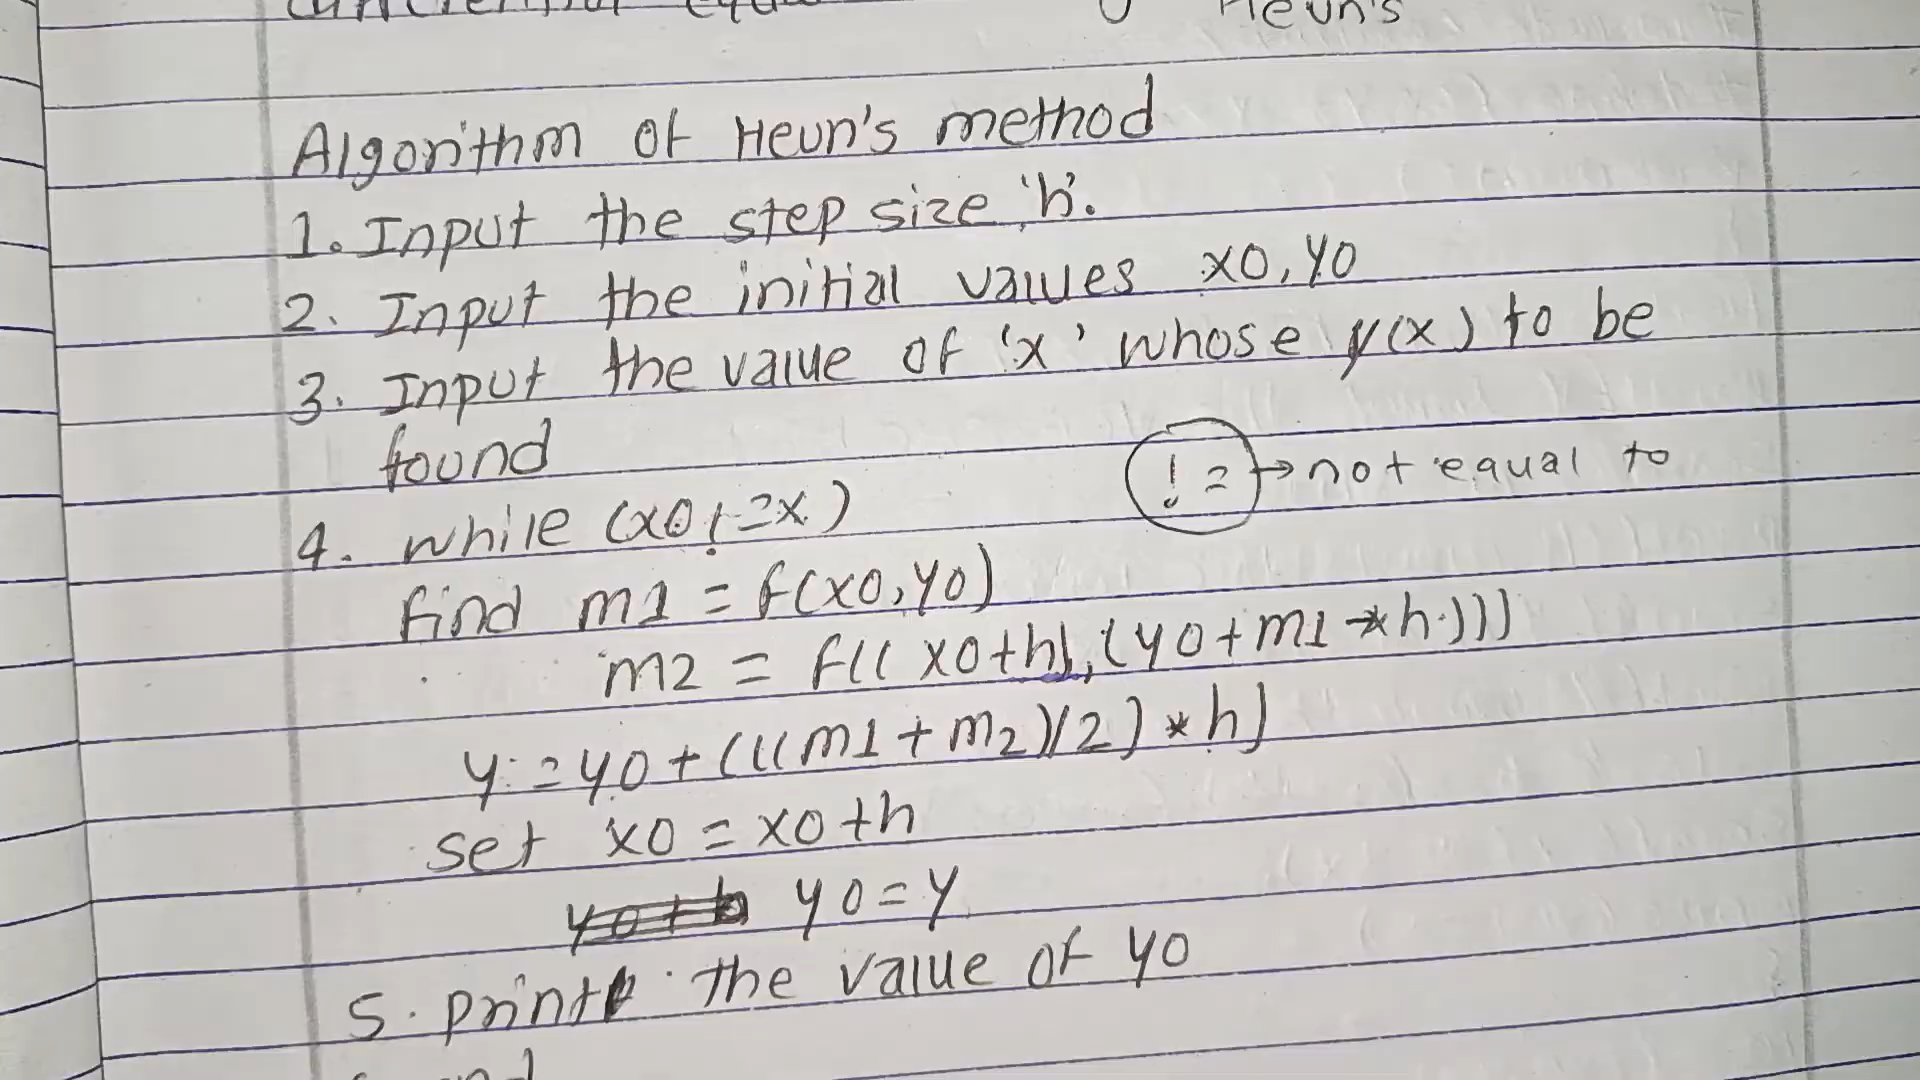 Heun's
Algorithm of Heun's method
1. Input the step size 'h'.
2. Input the initial values x0, y0
3. Input the value of 'x' whose y(x) to be
found
!= → not equal to
4. while (x0!=x)
find m1 = f(x0,y0)
m2 = f((x0+h),(y0+m1*h)))
y = y0+(((m1+m2)/2)*h)
set x0 = x0+h
y0=y
5. print the value of y0